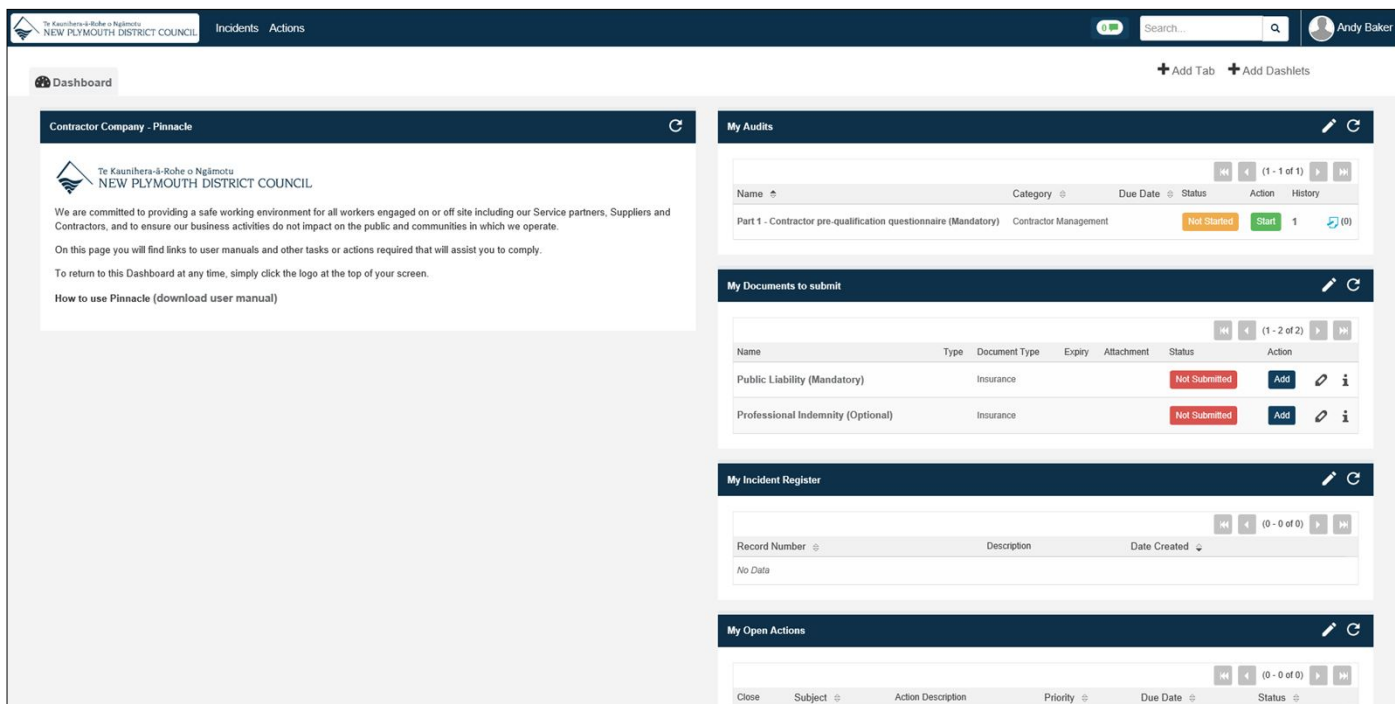 Te Kaunihera-ā-Rohe o Ngāmotu
NEW PLYMOUTH DISTRICT COUNCIL
Incidents Actions
0
Search...
Andy Baker
Dashboard
Add Tab Add Dashlets
Contractor Company - Pinnacle
Te Kaunihera-ā-Rohe o Ngāmotu
NEW PLYMOUTH DISTRICT COUNCIL
We are committed to providing a safe working environment for all workers engaged on or off site including our Service partners, Suppliers and
Contractors, and to ensure our business activities do not impact on the public and communities in which we operate.
On this page you will find links to user manuals and other tasks or actions required that will assist you to comply.
To return to this Dashboard at any time, simply click the logo at the top of your screen.
How to use Pinnacle (download user manual)
My Audits
(1 - 1 of 1)
Name Category Due Date Status Action History
Part 1 - Contractor pre-qualification questionnaire (Mandatory) Contractor Management Not Started Start 1 (0)
My Documents to submit
(1 - 2 of 2)
Name Type Document Type Expiry Attachment Status Action
Public Liability (Mandatory) Insurance Not Submitted Add
Professional Indemnity (Optional) Insurance Not Submitted Add
My Incident Register
(0 - 0 of 0)
Record Number Description Date Created
No Data
My Open Actions
(0 - 0 of 0)
Close Subject Action Description Priority Due Date Status